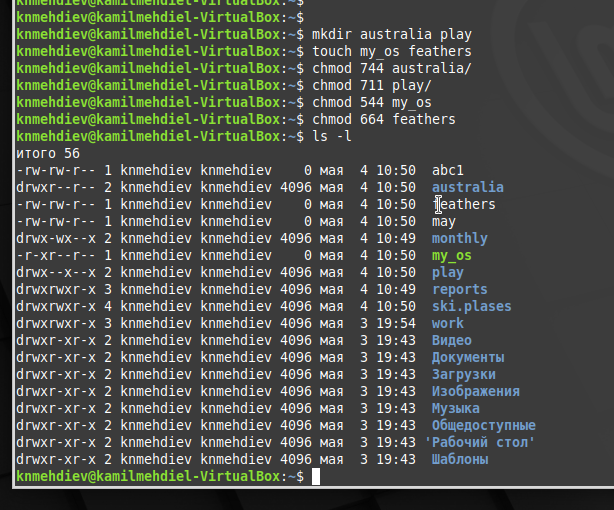 knmehdiev@kamilmehdiel-VirtualBox:~$
knmehdiev@kamilmehdiel-VirtualBox:~$
knmehdiev@kamilmehdiel-VirtualBox:~$ mkdir australia play
knmehdiev@kamilmehdiel-VirtualBox:~$ touch my_os feathers
knmehdiev@kamilmehdiel-VirtualBox:~$ chmod 744 australia/
knmehdiev@kamilmehdiel-VirtualBox:~$ chmod 711 play/
knmehdiev@kamilmehdiel-VirtualBox:~$ chmod 544 my_os
knmehdiev@kamilmehdiel-VirtualBox:~$ chmod 664 feathers
knmehdiev@kamilmehdiel-VirtualBox:~$ ls -l
итого 56
-rw-rw-r-- 1 knmehdiev knmehdiev    0 мая  4 10:50  abc1
drwxr--r-- 2 knmehdiev knmehdiev 4096 мая  4 10:50  australia
-rw-rw-r-- 1 knmehdiev knmehdiev    0 мая  4 10:50  feathers
-rw-rw-r-- 1 knmehdiev knmehdiev    0 мая  4 10:50  may
drwx-wx--x 2 knmehdiev knmehdiev 4096 мая  4 10:49  monthly
-r-xr--r-- 1 knmehdiev knmehdiev    0 мая  4 10:50  my_os
drwx--x--x 2 knmehdiev knmehdiev 4096 мая  4 10:50  play
drwxrwxr-x 3 knmehdiev knmehdiev 4096 мая  4 10:49  reports
drwxrwxr-x 4 knmehdiev knmehdiev 4096 мая  4 10:50  ski.plases
drwxrwxr-x 3 knmehdiev knmehdiev 4096 мая  3 19:54  work
drwxr-xr-x 2 knmehdiev knmehdiev 4096 мая  3 19:43  Видео
drwxr-xr-x 2 knmehdiev knmehdiev 4096 мая  3 19:43  Документы
drwxr-xr-x 2 knmehdiev knmehdiev 4096 мая  3 19:43  Загрузки
drwxr-xr-x 2 knmehdiev knmehdiev 4096 мая  3 19:43  Изображения
drwxr-xr-x 2 knmehdiev knmehdiev 4096 мая  3 19:43  Музыка
drwxr-xr-x 2 knmehdiev knmehdiev 4096 мая  3 19:43  Общедоступные
drwxr-xr-x 2 knmehdiev knmehdiev 4096 мая  3 19:43 'Рабочий стол'
drwxr-xr-x 2 knmehdiev knmehdiev 4096 мая  3 19:43  Шаблоны
knmehdiev@kamilmehdiel-VirtualBox:~$